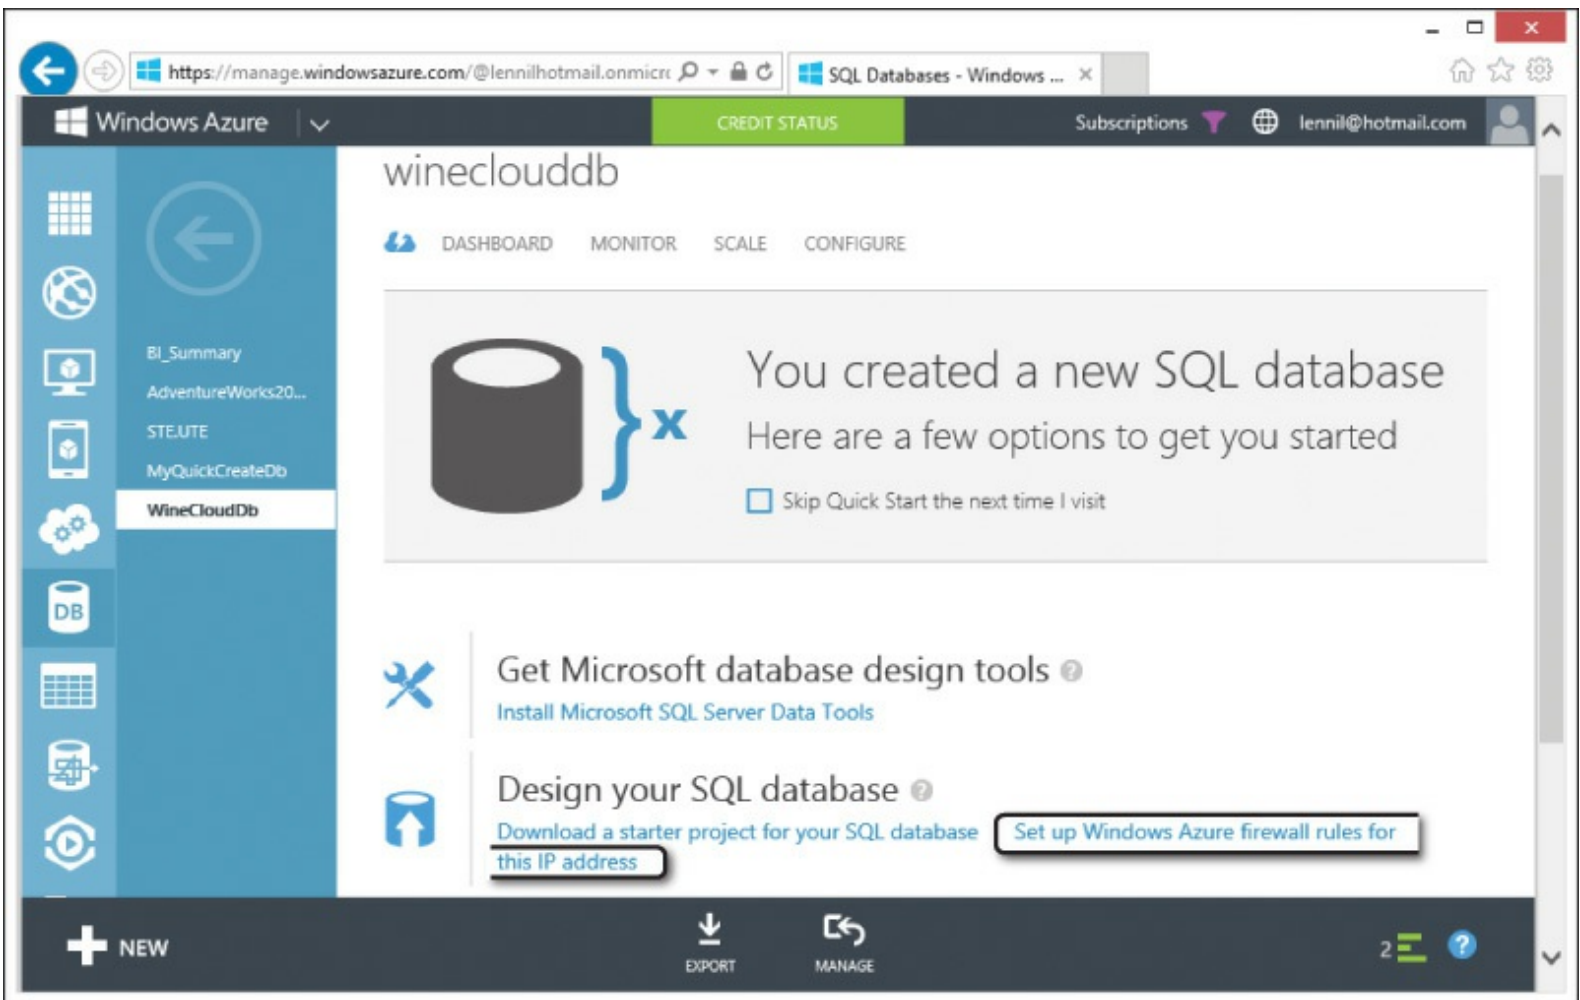 https://manage.windowsazure.com/@lennilhotmail.onmicrc
SQL Databases - Windows ...
Windows Azure
CREDIT STATUS
Subscriptions
lennil@hotmail.com
wineclouddb
DASHBOARD MONITOR SCALE CONFIGURE
BI_Summary
AdventureWorks20...
STE.UTE
MyQuickCreateDb
WineCloudDb
DB
x
You created a new SQL database
Here are a few options to get you started
Skip Quick Start the next time I visit
Get Microsoft database design tools ?
Install Microsoft SQL Server Data Tools
Design your SQL database ?
Download a starter project for your SQL database Set up Windows Azure firewall rules for
this IP address
NEW
EXPORT
MANAGE
2
?